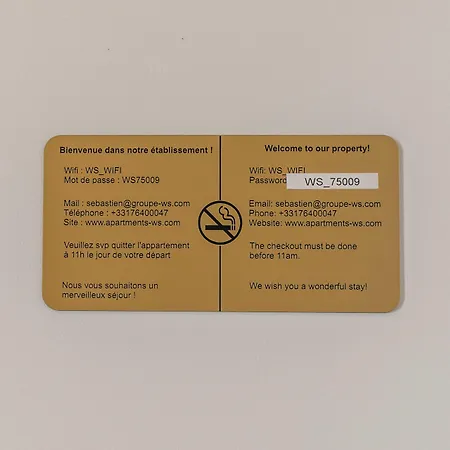 Bienvenue dans notre établissement !
Wifi : WS_WIFI
Mot de passe : WS75009
Mail : sebastien@groupe-ws.com
Téléphone : +33176400047
Site : www.apartments-ws.com
Veuillez svp quitter l'appartement
à 11h le jour de votre départ
Nous vous souhaitons un
merveilleux séjour !
Welcome to our property!
Wifi: WS_WIFI
Password WS_75009
Email: sebastien@groupe-ws.com
Phone: +33176400047
Website: www.apartments-ws.com
The checkout must be done
before 11am.
We wish you a wonderful stay!